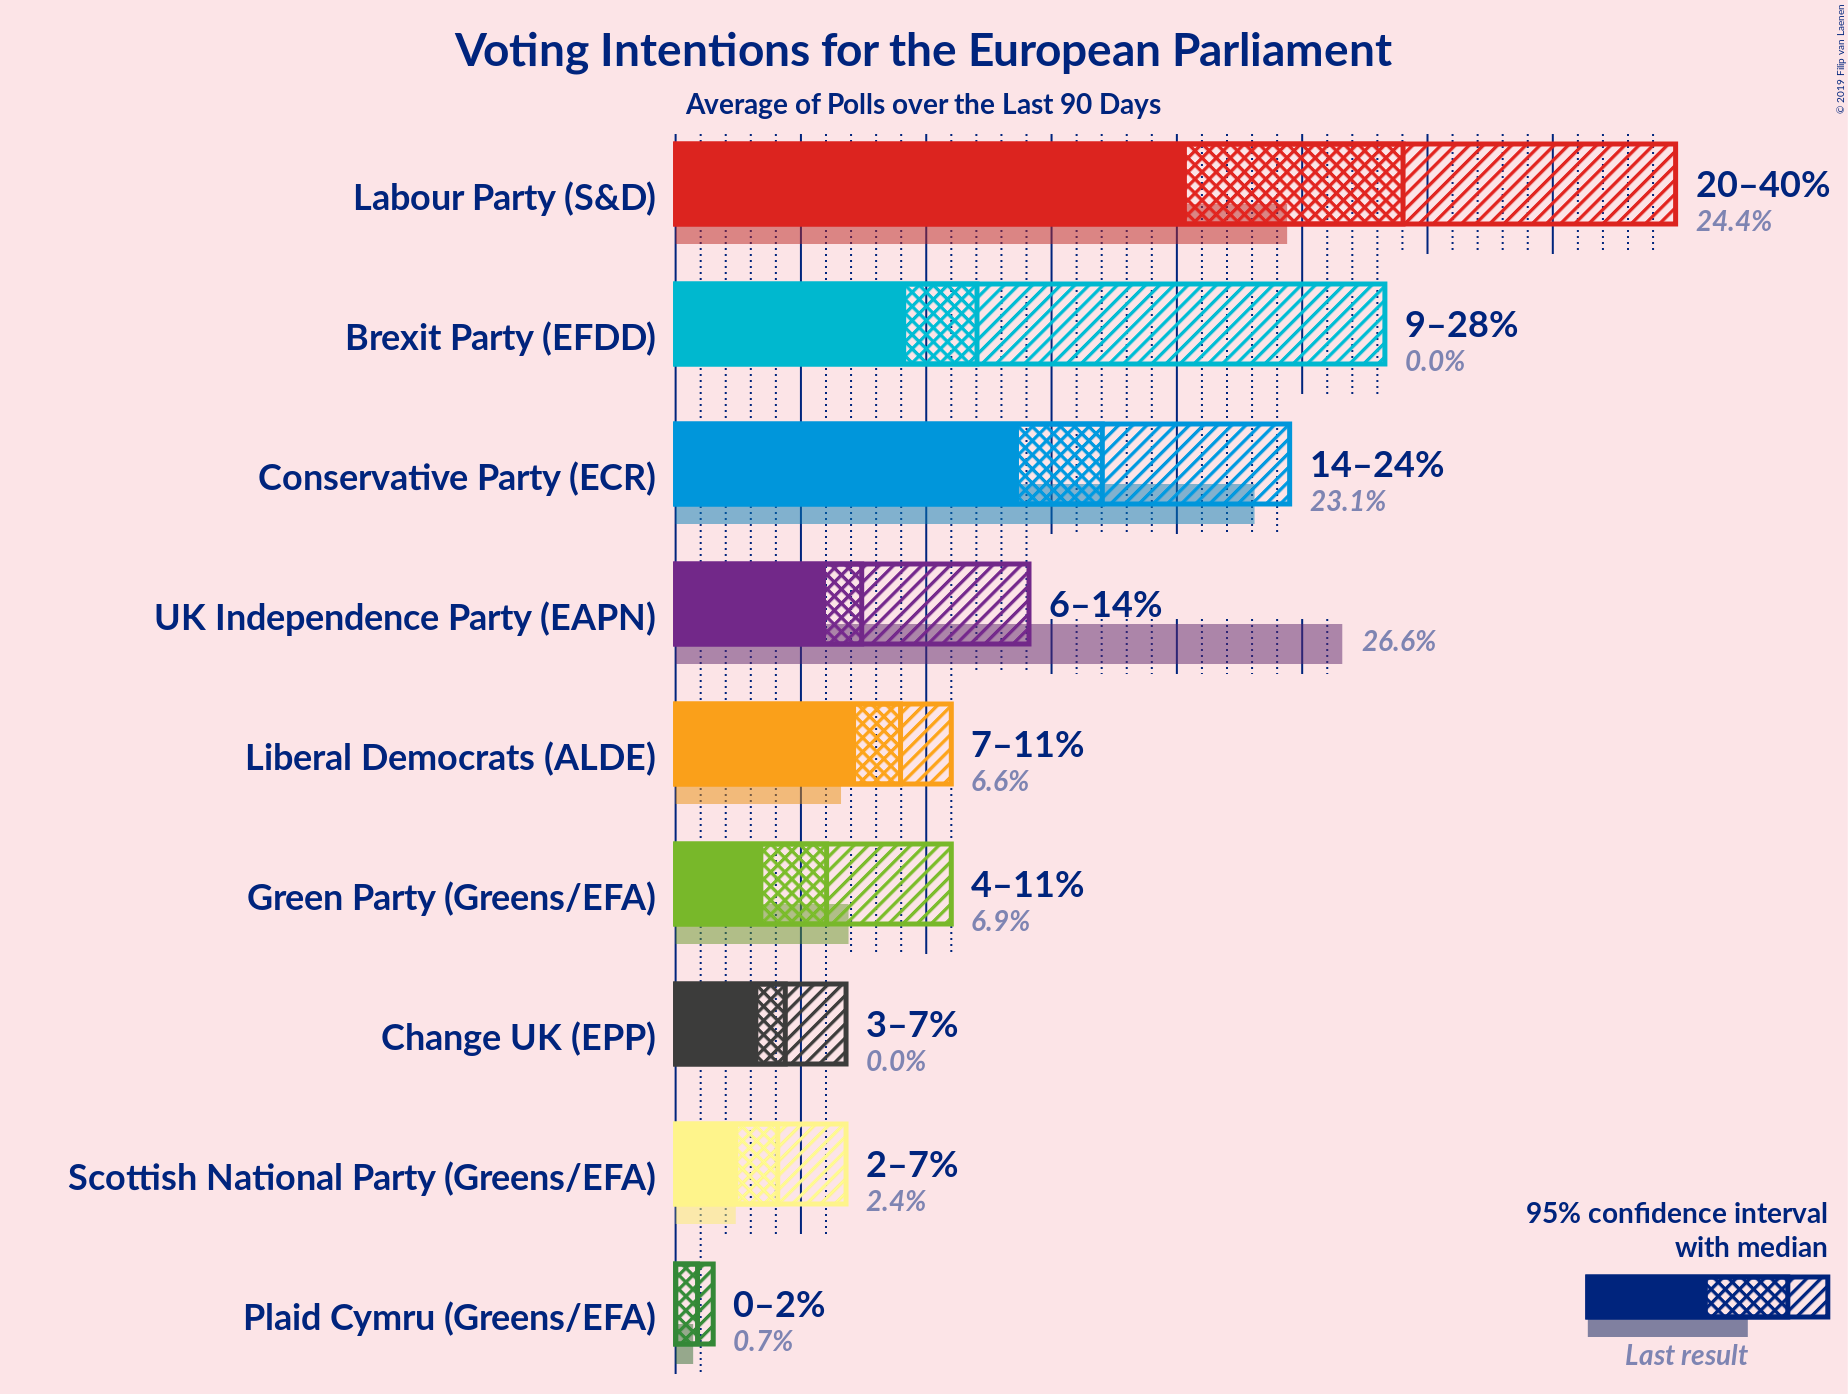 © 2019 Filip van Laenen
Voting Intentions for the European Parliament
Average of Polls over the Last 90 Days
Labour Party (S&D)
20–40%
24.4%
Brexit Party (EFDD)
9–28%
0.0%
Conservative Party (ECR)
14–24%
23.1%
UK Independence Party (EAPN)
6–14%
26.6%
Liberal Democrats (ALDE)
7–11%
6.6%
Green Party (Greens/EFA)
4–11%
6.9%
Change UK (EPP)
3–7%
0.0%
Scottish National Party (Greens/EFA)
2–7%
2.4%
Plaid Cymru (Greens/EFA)
0–2%
0.7%
95% confidence interval
with median
Last result